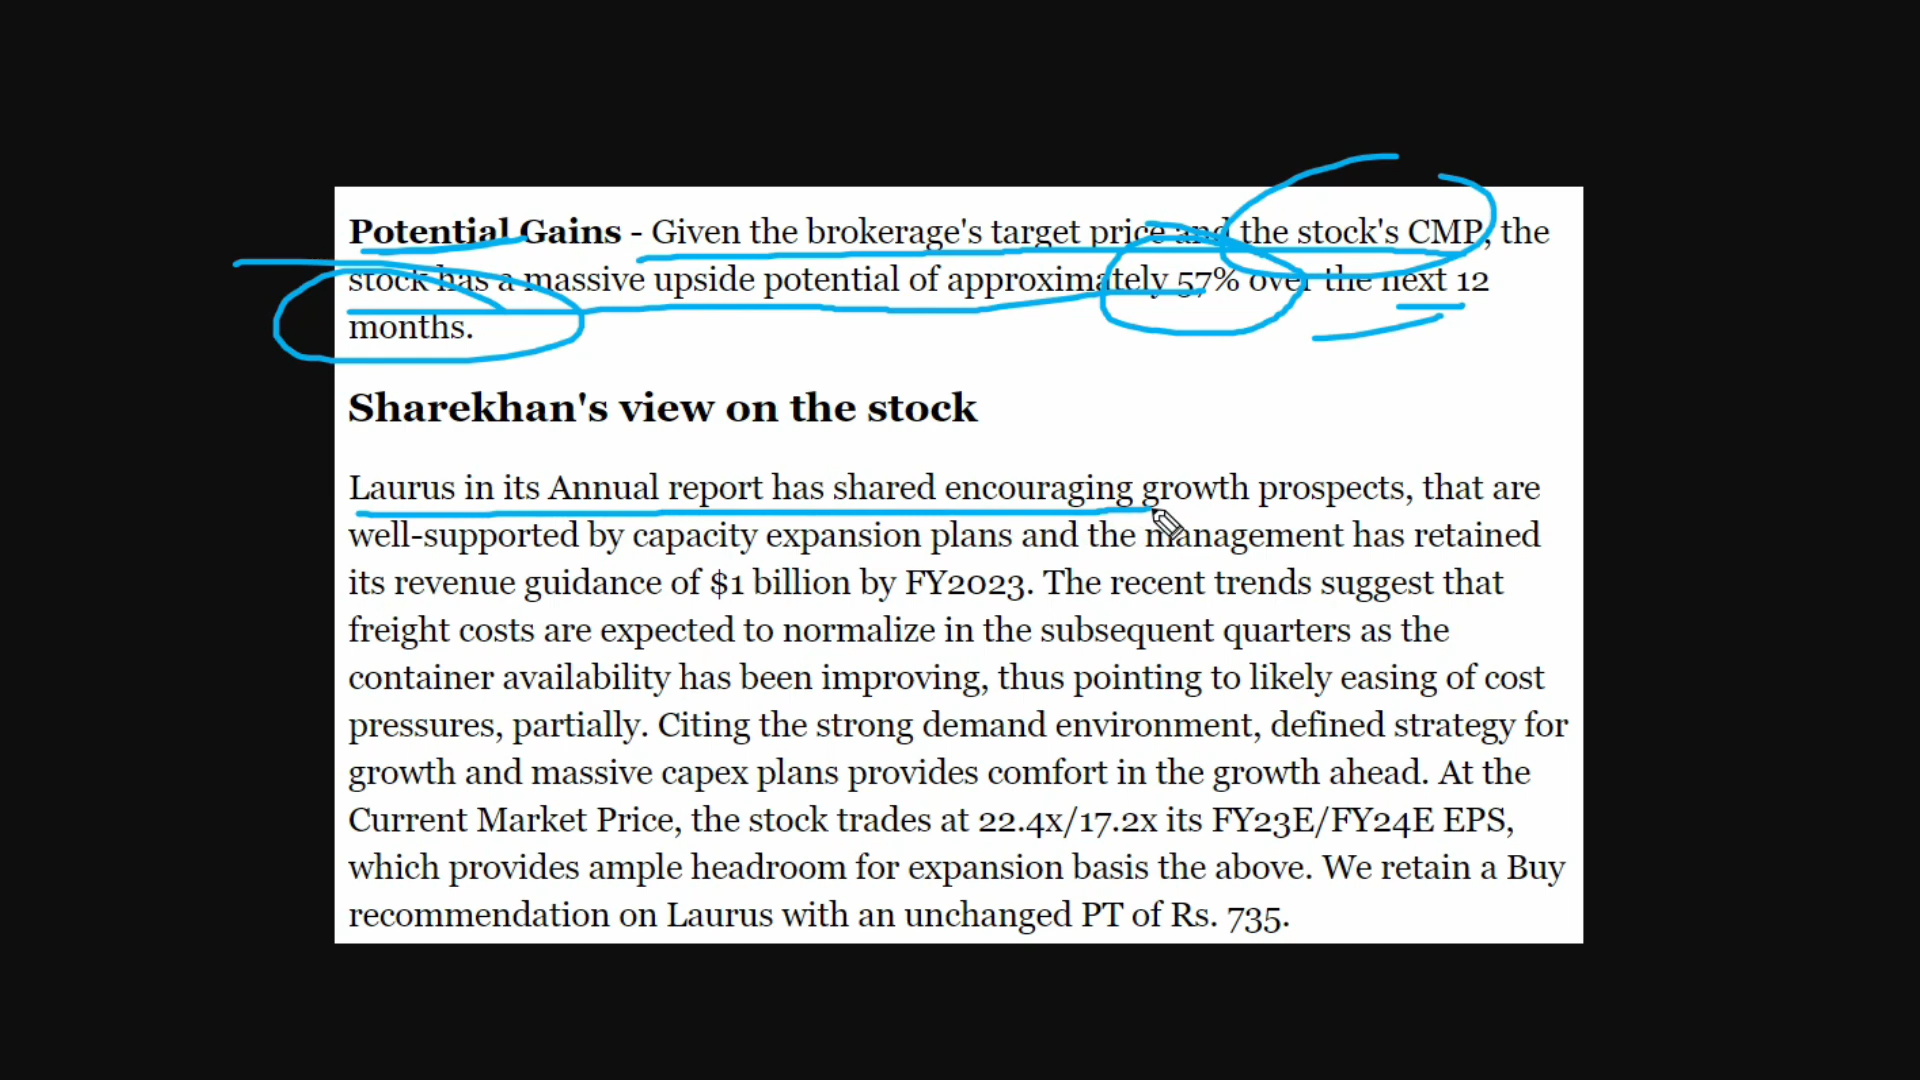 Potential Gains - Given the brokerage's target price and the stock's CMP, the
stock has a massive upside potential of approximately 57% over the next 12
months.
Sharekhan's view on the stock
Laurus in its Annual report has shared encouraging growth prospects, that are
well-supported by capacity expansion plans and the management has retained
its revenue guidance of $1 billion by FY2023. The recent trends suggest that
freight costs are expected to normalize in the subsequent quarters as the
container availability has been improving, thus pointing to likely easing of cost
pressures, partially. Citing the strong demand environment, defined strategy for
growth and massive capex plans provides comfort in the growth ahead. At the
Current Market Price, the stock trades at 22.4x/17.2x its FY23E/FY24E EPS,
which provides ample headroom for expansion basis the above. We retain a Buy
recommendation on Laurus with an unchanged PT of Rs. 735.